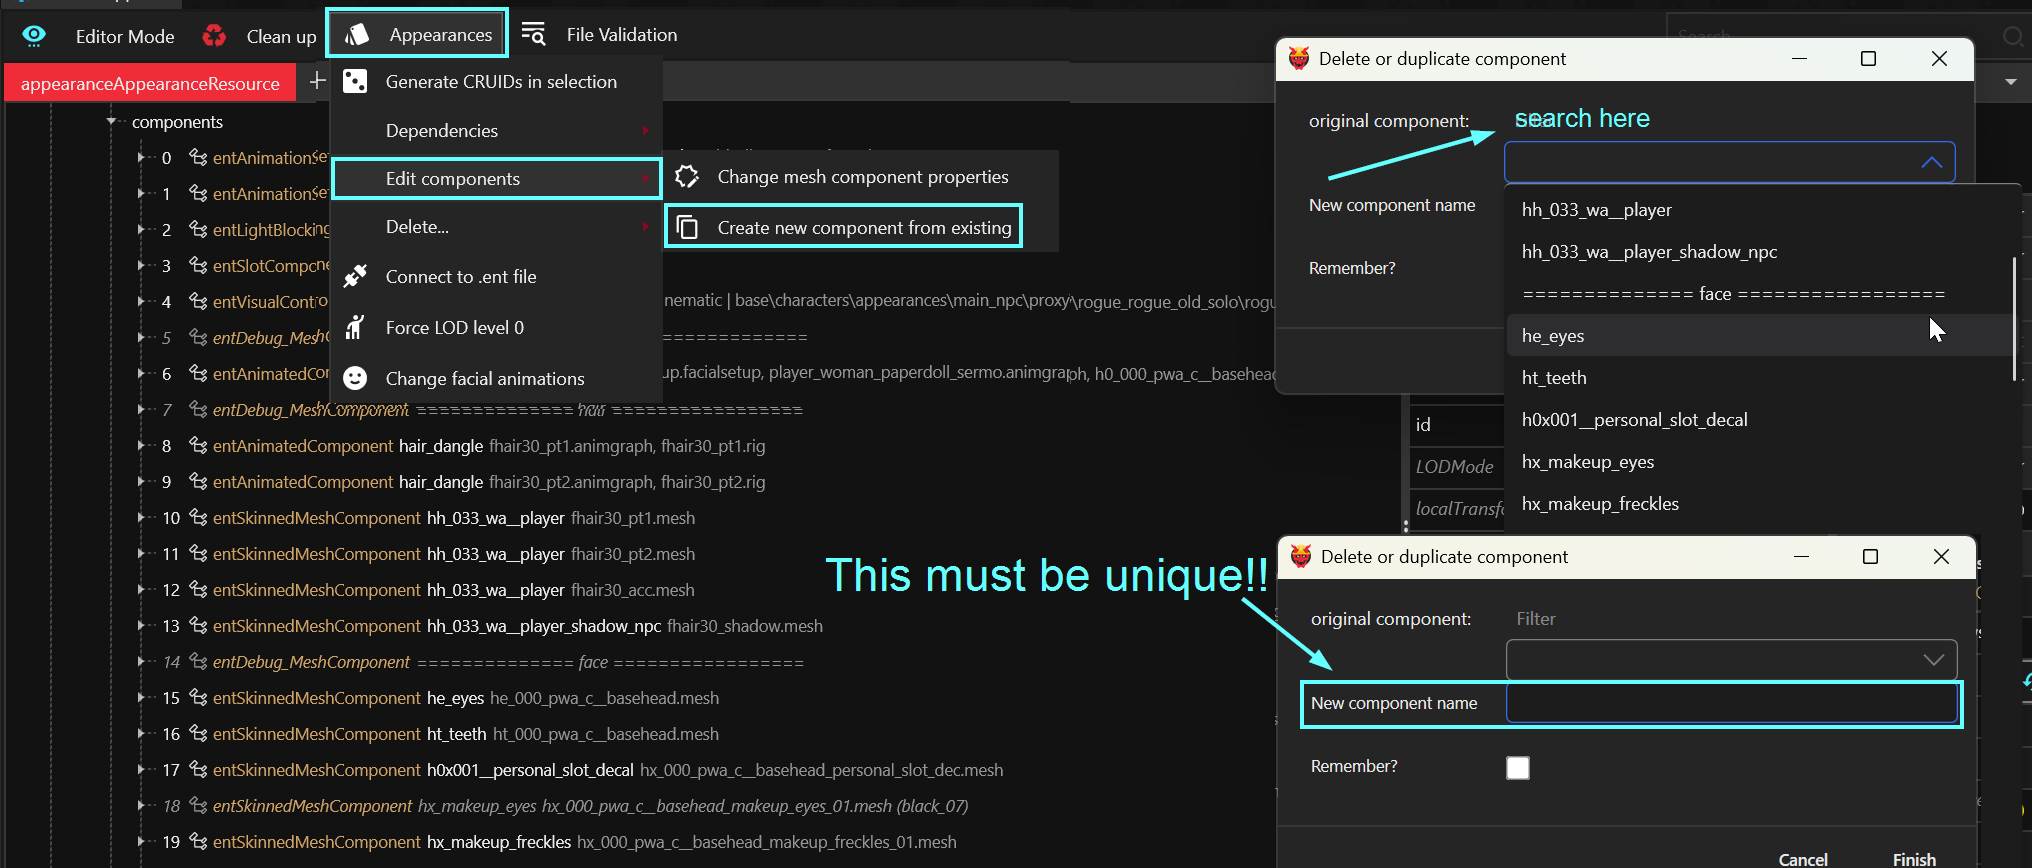 Editor Mode
Clean up
Appearances
File Validation
Search
appearanceAppearanceResource
+
Generate CRUIDs in selection
Dependencies
Edit components
Delete...
Connect to .ent file
Force LOD level 0
Change facial animations
Change mesh component properties
Create new component from existing
components
0 entAnimationSe
1 entAnimationSe
2 entLightBlocking
3 entSlotCompone
4 entVisualContro nematic | base\characters\appearances\main_npc\proxy\rogue_rogue_old_solo\rogu
5 entDebug_MeshC =============
6 entAnimatedCor up.facialsetup, player_woman_paperdoll_sermo.animgraph, h0_000_pwa_c__basehead
7 entDebug_MeshComponent ============== hair =================
8 entAnimatedComponent hair_dangle fhair30_pt1.animgraph, fhair30_pt1.rig
9 entAnimatedComponent hair_dangle fhair30_pt2.animgraph, fhair30_pt2.rig
10 entSkinnedMeshComponent hh_033_wa__player fhair30_pt1.mesh
11 entSkinnedMeshComponent hh_033_wa__player fhair30_pt2.mesh
12 entSkinnedMeshComponent hh_033_wa__player fhair30_acc.mesh
13 entSkinnedMeshComponent hh_033_wa__player_shadow_npc fhair30_shadow.mesh
14 entDebug_MeshComponent ============== face =================
15 entSkinnedMeshComponent he_eyes he_000_pwa_c__basehead.mesh
16 entSkinnedMeshComponent ht_teeth ht_000_pwa_c__basehead.mesh
17 entSkinnedMeshComponent h0x001__personal_slot_decal hx_000_pwa_c__basehead_personal_slot_dec.mesh
18 entSkinnedMeshComponent hx_makeup_eyes hx_000_pwa_c__basehead_makeup_eyes_01.mesh (black_07)
19 entSkinnedMeshComponent hx_makeup_freckles hx_000_pwa_c__basehead_makeup_freckles_01.mesh
Delete or duplicate component
original component:
search here
New component name
Remember?
hh_033_wa__player
hh_033_wa__player_shadow_npc
============== face =================
he_eyes
ht_teeth
h0x001__personal_slot_decal
hx_makeup_eyes
hx_makeup_freckles
id
LODMode
localTransfo
This must be unique!!
Delete or duplicate component
original component: Filter
New component name
Remember?
Cancel
Finish